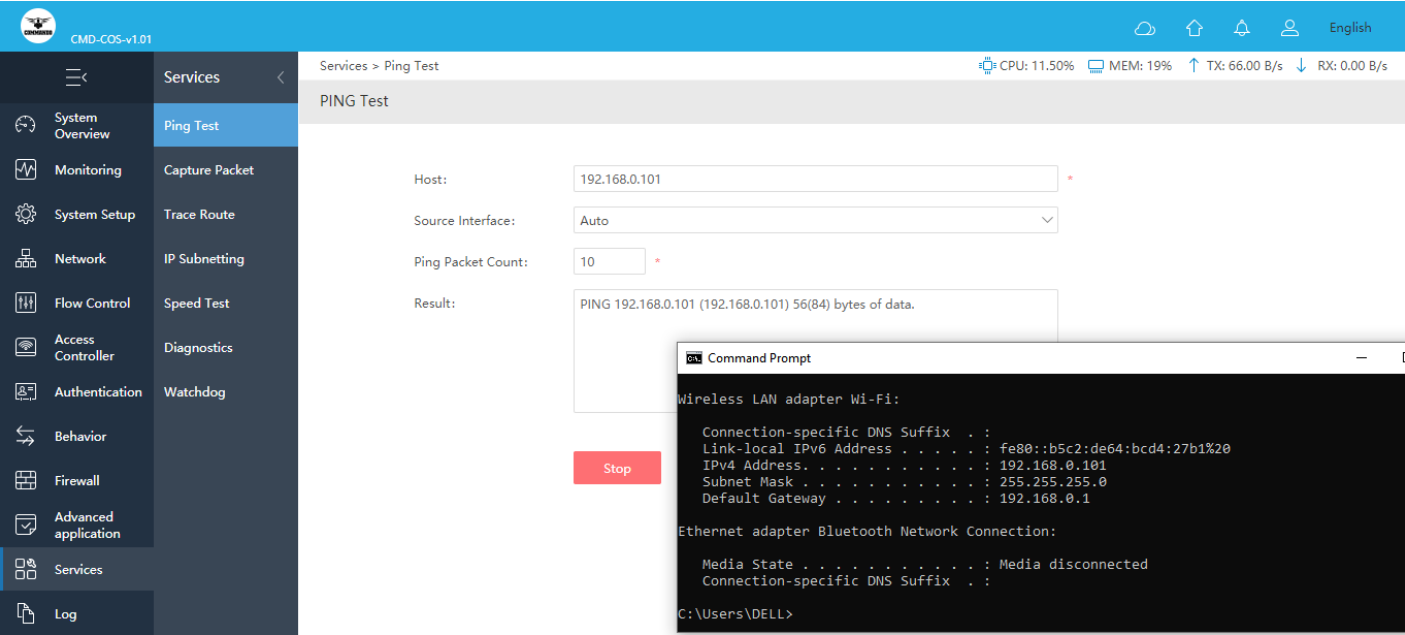 COMMANDO
CMD-COS-v1.01
English
Services
Services > Ping Test
CPU: 11.50% MEM: 19% TX: 66.00 B/s RX: 0.00 B/s
PING Test
System Overview
Monitoring
System Setup
Network
Flow Control
Access Controller
Authentication
Behavior
Firewall
Advanced application
Services
Log
Ping Test
Capture Packet
Trace Route
IP Subnetting
Speed Test
Diagnostics
Watchdog
Host: 192.168.0.101 *
Source Interface: Auto
Ping Packet Count: 10 *
Result: PING 192.168.0.101 (192.168.0.101) 56(84) bytes of data.
Stop
Command Prompt
Wireless LAN adapter Wi-Fi:
Connection-specific DNS Suffix . :
Link-local IPv6 Address . . . . . : fe80::b5c2:de64:bcd4:27b1%20
IPv4 Address. . . . . . . . . . . : 192.168.0.101
Subnet Mask . . . . . . . . . . . : 255.255.255.0
Default Gateway . . . . . . . . . : 192.168.0.1
Ethernet adapter Bluetooth Network Connection:
Media State . . . . . . . . . . . : Media disconnected
Connection-specific DNS Suffix . :
C:\Users\DELL>